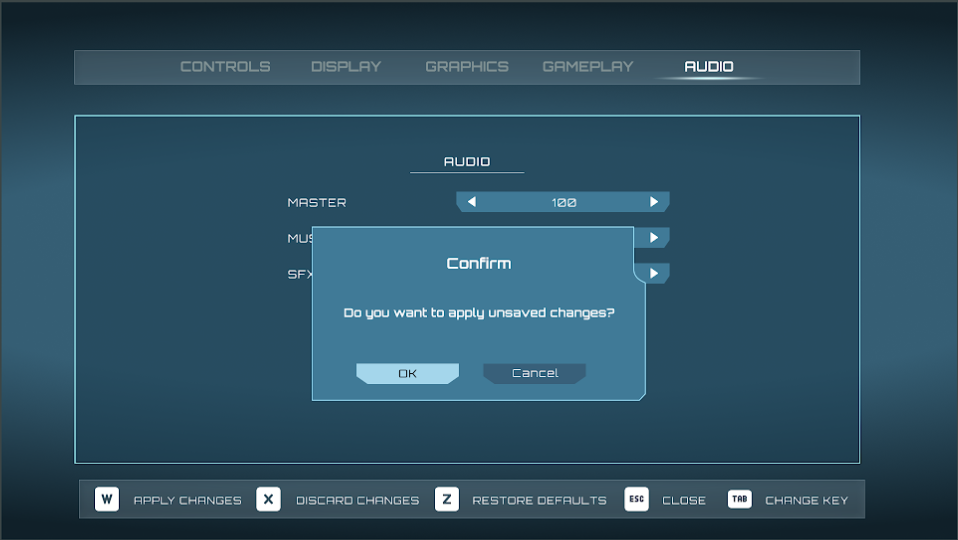 CONTROLS DISPLAY GRAPHICS GAMEPLAY AUDIO
AUDIO
MASTER 100
MUS
SFX
Confirm
Do you want to apply unsaved changes?
OK Cancel
W APPLY CHANGES X DISCARD CHANGES Z RESTORE DEFAULTS ESC CLOSE TAB CHANGE KEY